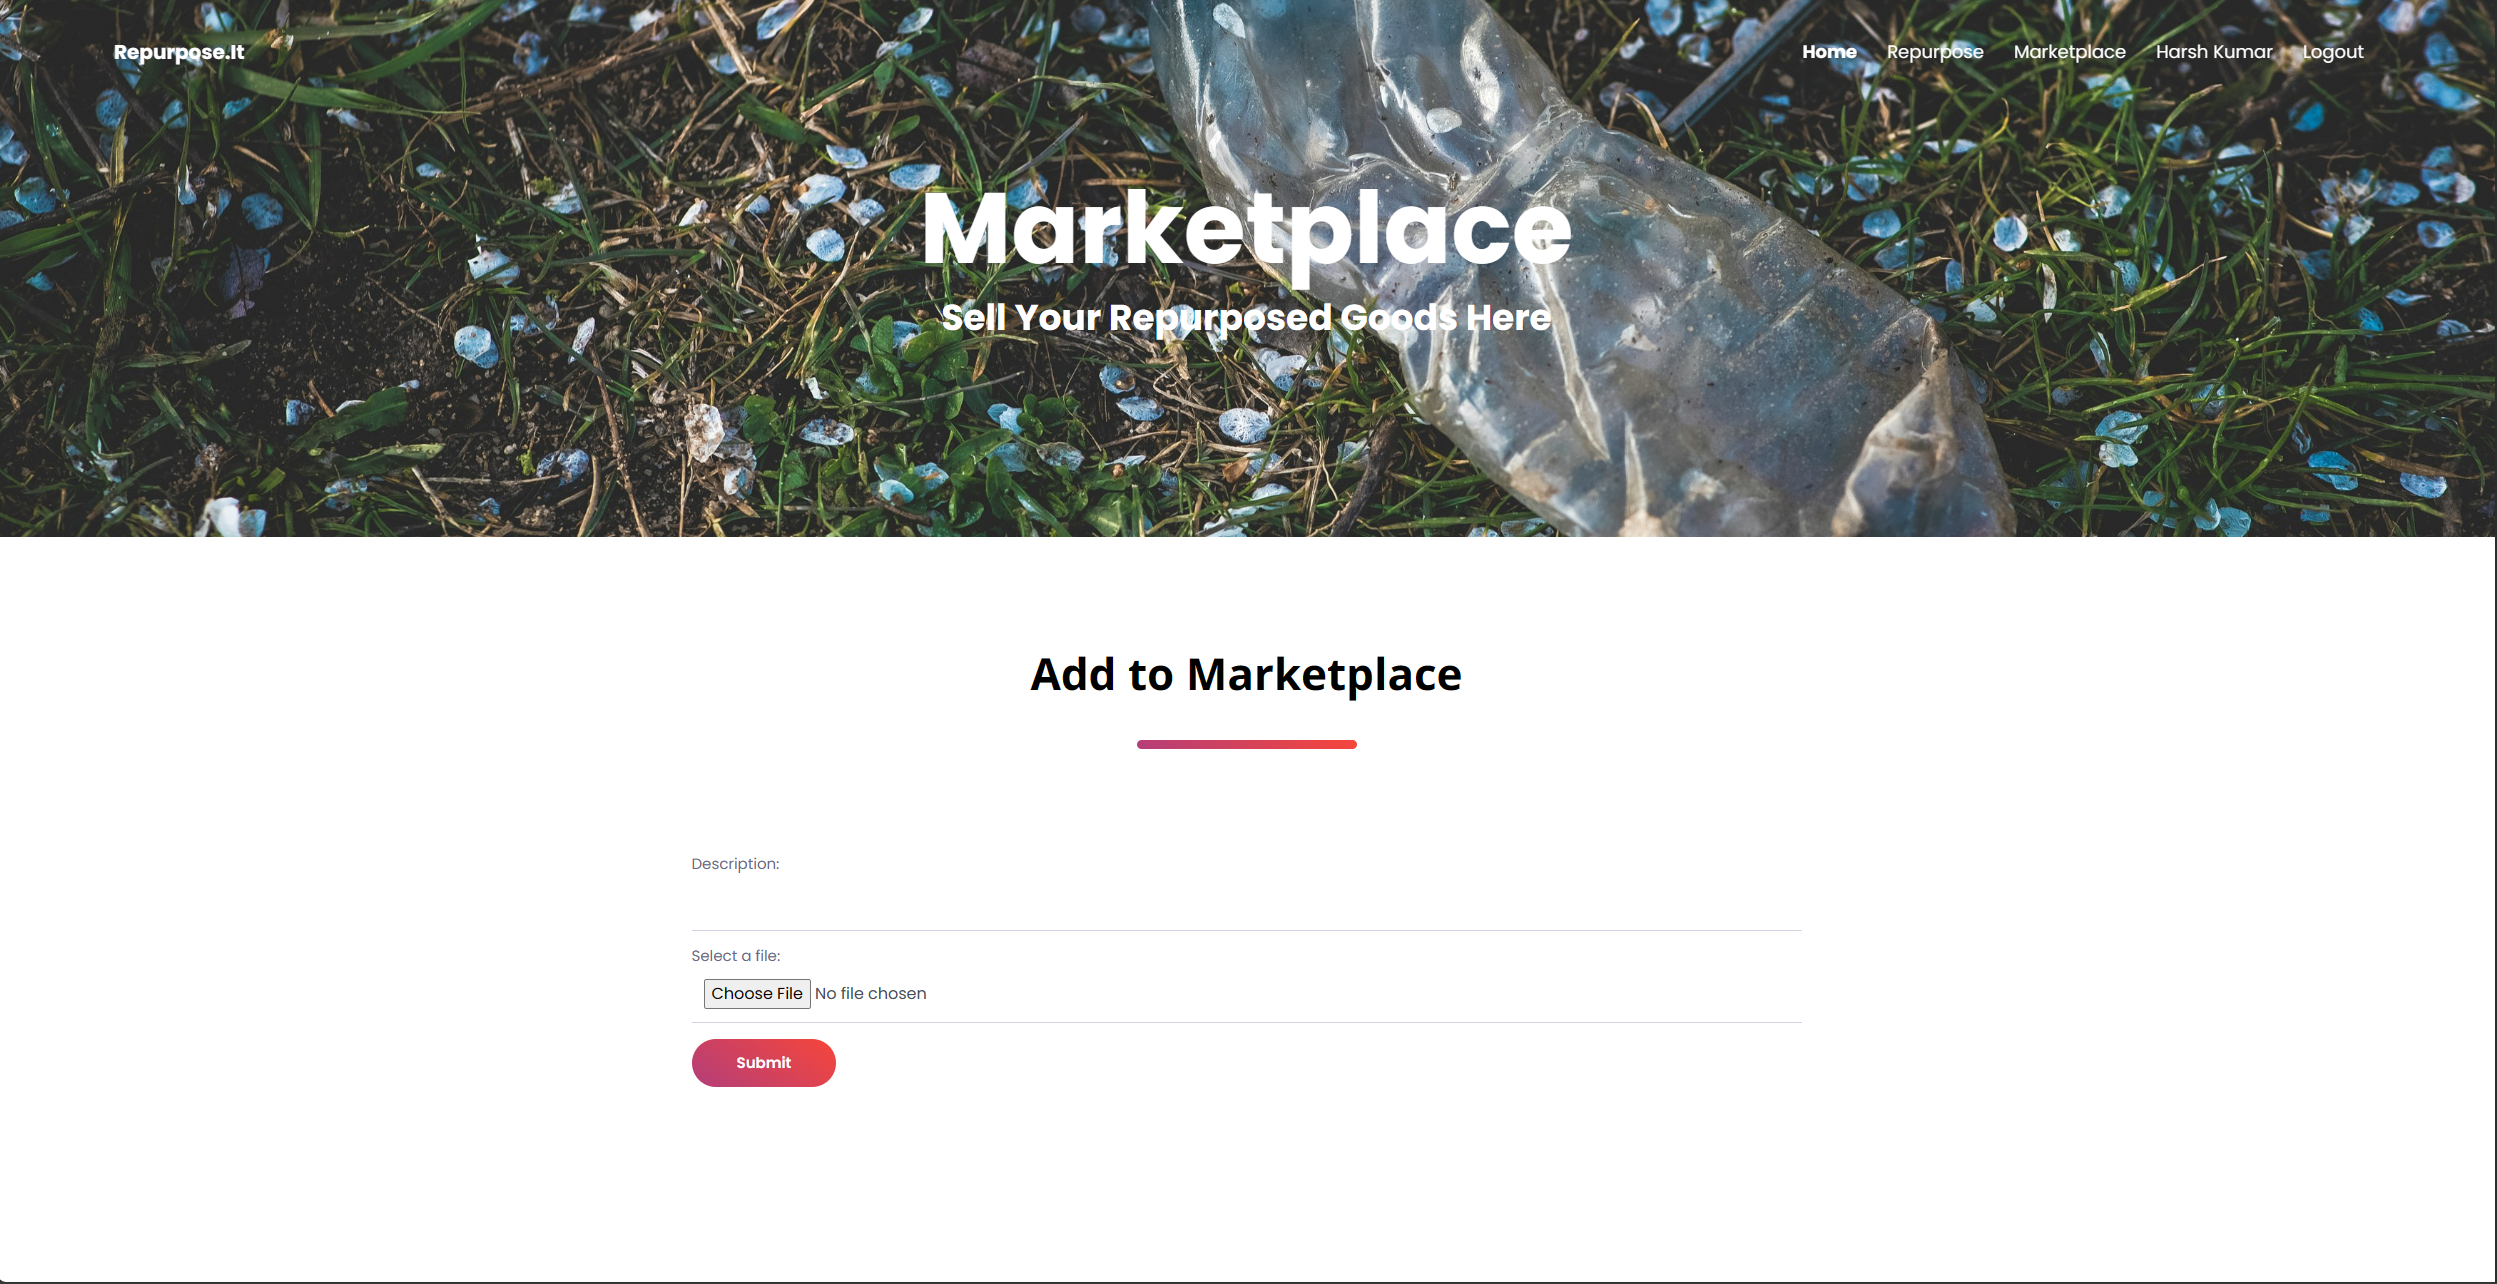 Repurpose.It
Home Repurpose Marketplace Harsh Kumar Logout
Marketplace
Sell Your Repurposed Goods Here
Add to Marketplace
Description:
Select a file:
Choose File No file chosen
Submit